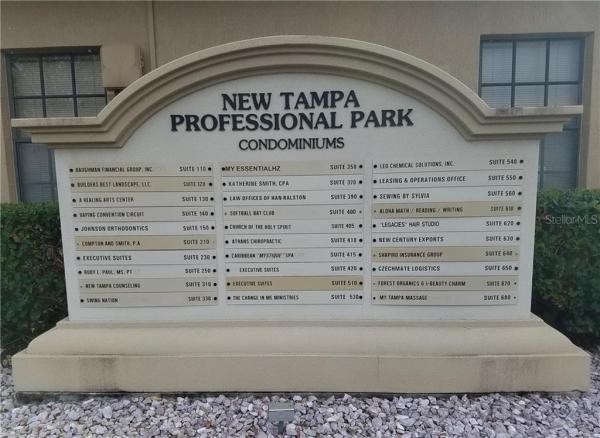 NEW TAMPA
PROFESSIONAL PARK
CONDOMINIUMS
BAUGHMAN FINANCIAL GROUP, INC. SUITE 110
BUILDERS BEST LANDSCAPE, LLC. SUITE 120
A HEALING ARTS CENTER SUITE 130
VAPING CONVENTION CIRCUIT SUITE 140
JOHNSON ORTHODONTICS SUITE 150
COMPTON AND SMITH, P.A. SUITE 210
EXECUTIVE SUITES SUITE 230
RUDY L. PAUL, MS. PT SUITE 250
NEW TAMPA COUNSELING SUITE 310
SWING NATION SUITE 330
MY ESSENTIALHZ SUITE 350
KATHERINE SMITH, CPA SUITE 370
LAW OFFICES OF HAN RALSTON SUITE 390
SOFTBALL BAT CLUB SUITE 400
CHURCH OF THE HOLY SPIRIT SUITE 405
ATHANS CHIROPRACTIC SUITE 410
CARIBBEAN "MYSTIQUE" SPA SUITE 415
EXECUTIVE SUITES SUITE 420
EXECUTIVE SUITES SUITE 510
THE CHANGE IN ME MINISTRIES SUITE 530
LEO CHEMICAL SOLUTIONS, INC. SUITE 540
LEASING & OPERATIONS OFFICE SUITE 550
SEWING BY SYLVIA SUITE 560
ALOHA MATH / READING / WRITING SUITE 610
"LEGACIES" HAIR STUDIO SUITE 620
NEW CENTURY EXPORTS SUITE 630
SHAPIRO INSURANCE GROUP SUITE 640
CZECHMATE LOGISTICS SUITE 650
FOREST ORGANICS & I-BEAUTY CHARM SUITE 670
MY TAMPA MASSAGE SUITE 680
StellarMLS